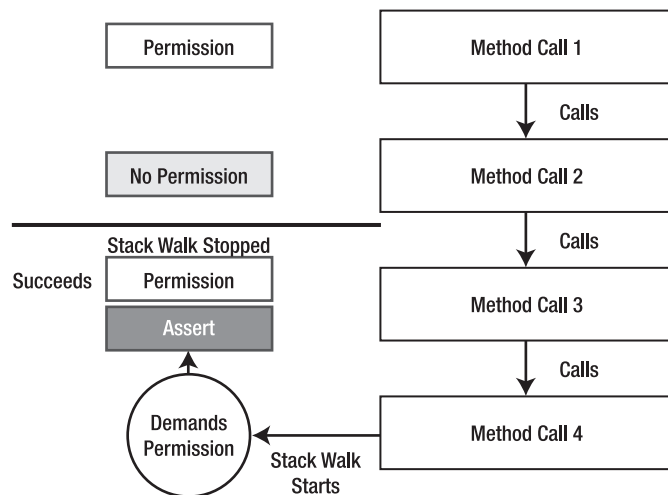 Permission
Method Call 1
Calls
No Permission
Method Call 2
Stack Walk Stopped
Calls
Succeeds
Permission
Method Call 3
Assert
Calls
Demands
Permission
Method Call 4
Stack Walk
Starts